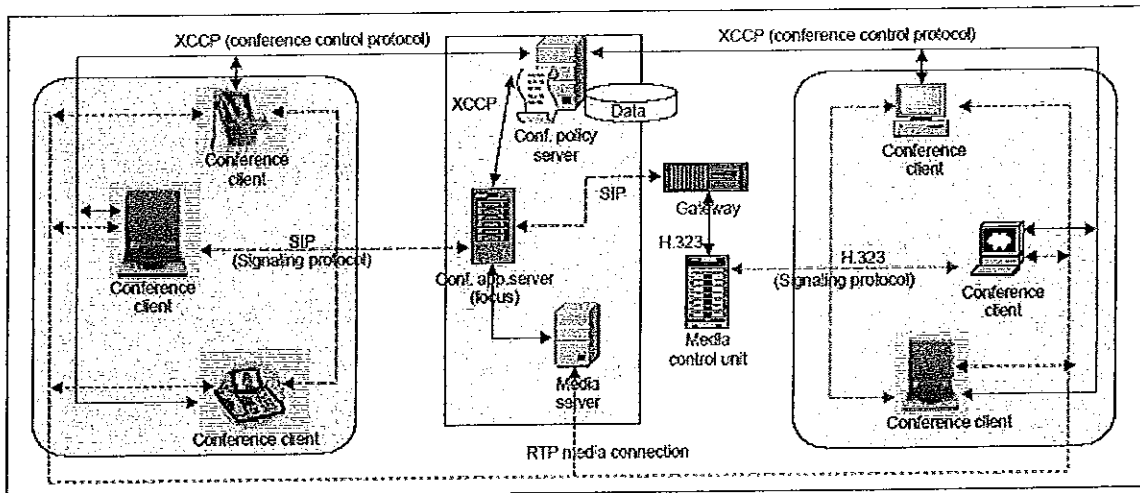 XCCP (conference control protocol)
XCCP (conference control protocol)
XCCP
Data
Conf. policy
server
Conference
client
Conference
client
SIP
Gateway
SIP
(Signaling protocol)
H.323
H.323
(Signaling protocol)
Conference
client
Conf. app.server
(focus)
Conference
client
Media
control unit
Media
server
Conference client
Conference client
RTP media connection